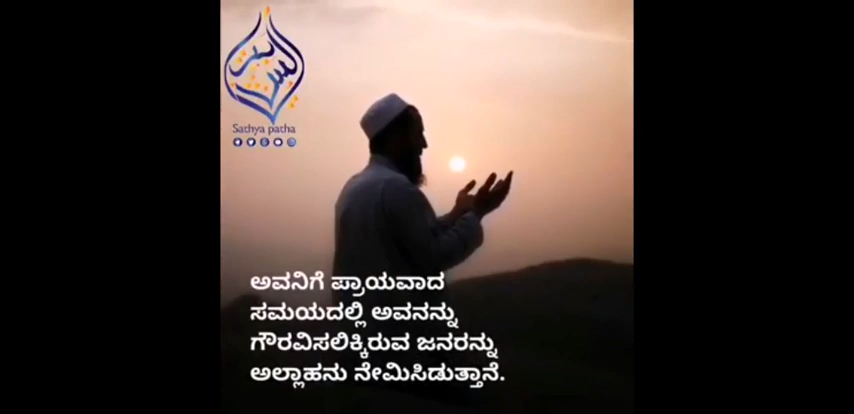 Sathya patha
ಅವನಿಗೆ ಪ್ರಾಯವಾದ
ಸಮಯದಲ್ಲಿ ಅವನನ್ನು
ಗೌರವಿಸಲಿಕ್ಕಿರುವ ಜನರನ್ನು
ಅಲ್ಲಾಹನು ನೇಮಿಸಿಡುತ್ತಾನೆ.